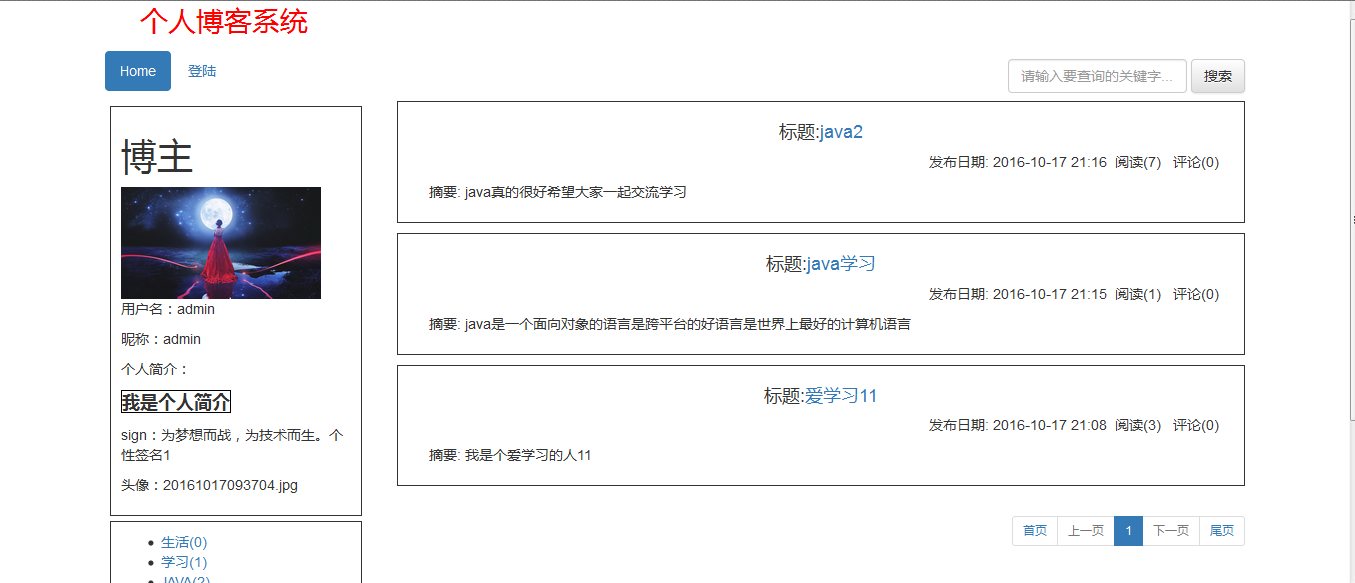 个人博客系统
Home 登陆
请输入要查询的关键字... 搜索
博主
用户名：admin
昵称：admin
个人简介：
我是个人简介
sign：为梦想而战，为技术而生。个
性签名1
头像：20161017093704.jpg
生活(0)
学习(1)
JAVA(2)
标题:java2
发布日期: 2016-10-17 21:16 阅读(7) 评论(0)
摘要: java真的很好希望大家一起交流学习
标题:java学习
发布日期: 2016-10-17 21:15 阅读(1) 评论(0)
摘要: java是一个面向对象的语言是跨平台的好语言是世界上最好的计算机语言
标题:爱学习11
发布日期: 2016-10-17 21:08 阅读(3) 评论(0)
摘要: 我是个爱学习的人11
首页 上一页 1 下一页 尾页